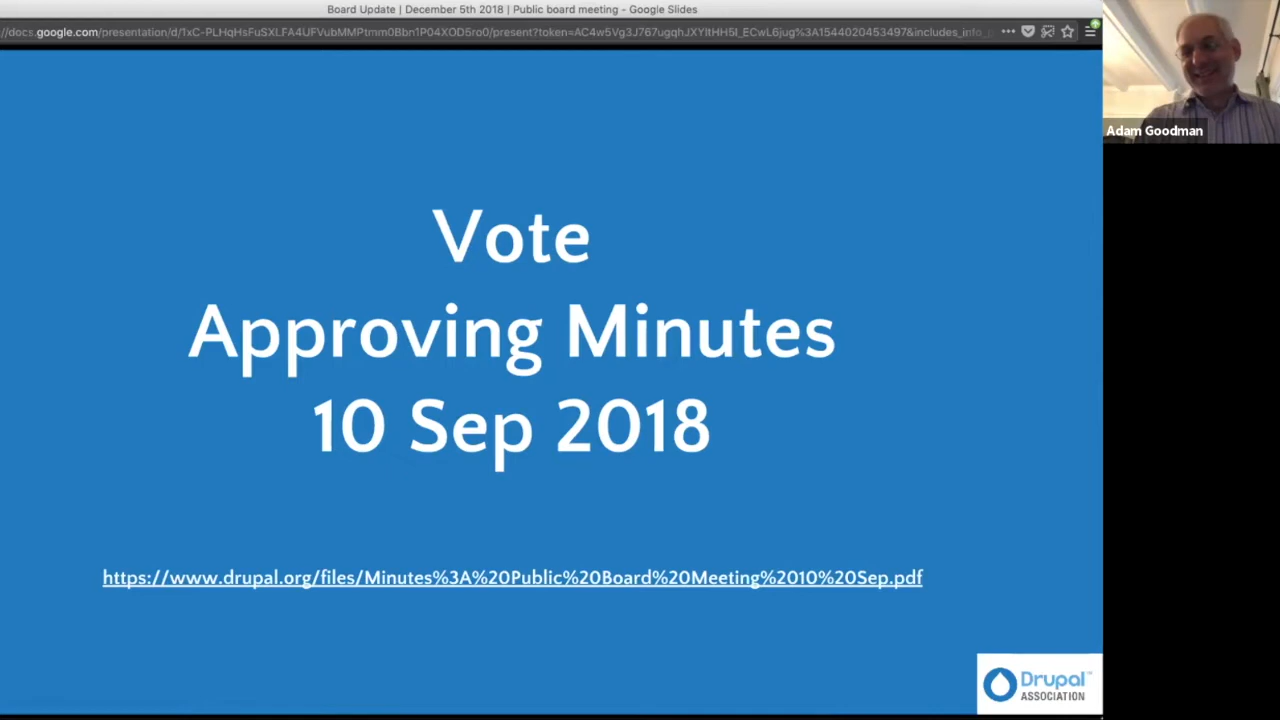 Board Update | December 5th 2018 | Public board meeting - Google Slides
Adam Goodman
Vote
Approving Minutes
10 Sep 2018
https://www.drupal.org/files/Minutes%3A%20Public%20Board%20Meeting%2010%20Sep.pdf
Drupal™
ASSOCIATION